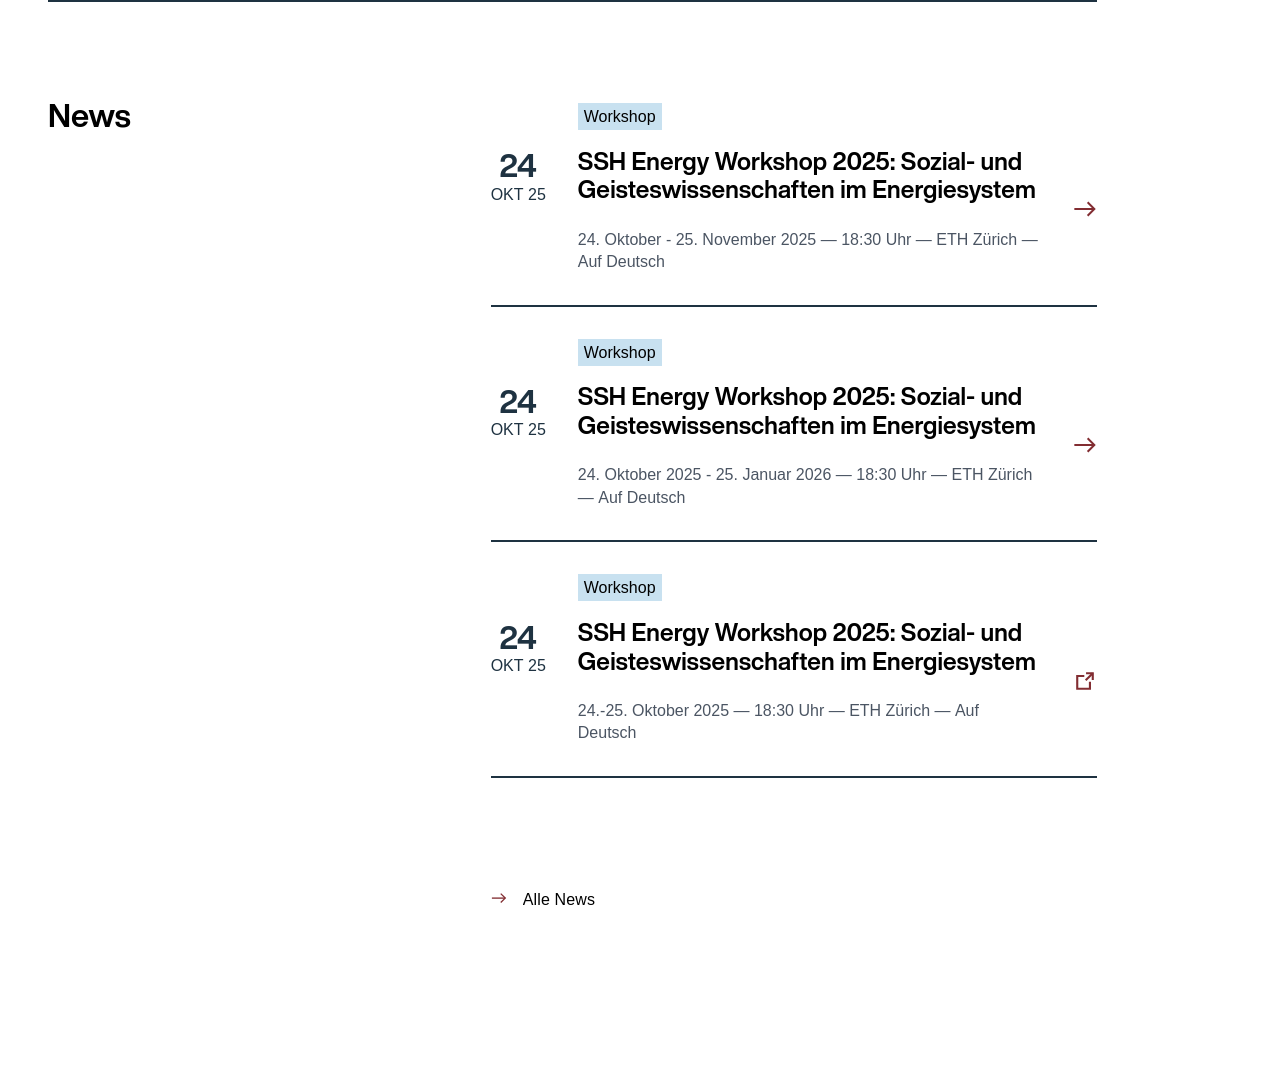 News
Workshop
24
OKT 25
SSH Energy Workshop 2025: Sozial- und
Geisteswissenschaften im Energiesystem
24. Oktober - 25. November 2025 — 18:30 Uhr — ETH Zürich —
Auf Deutsch
Workshop
24
OKT 25
SSH Energy Workshop 2025: Sozial- und
Geisteswissenschaften im Energiesystem
24. Oktober 2025 - 25. Januar 2026 — 18:30 Uhr — ETH Zürich
— Auf Deutsch
Workshop
24
OKT 25
SSH Energy Workshop 2025: Sozial- und
Geisteswissenschaften im Energiesystem
24.-25. Oktober 2025 — 18:30 Uhr — ETH Zürich — Auf
Deutsch
Alle News